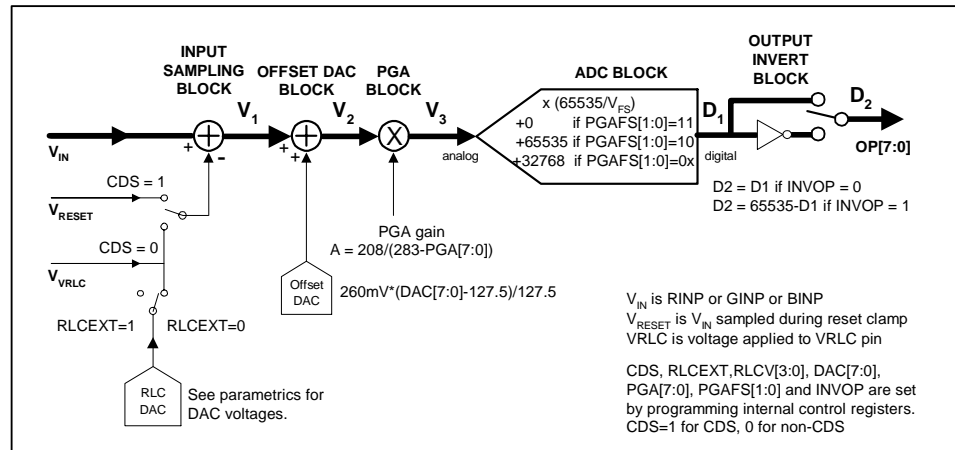 INPUT
SAMPLING
BLOCK
OFFSET DAC
BLOCK
PGA
BLOCK
ADC BLOCK
OUTPUT
INVERT
BLOCK
V1
V2
V3
x (65535/VFS)
+0 if PGAFS[1:0]=11
+65535 if PGAFS[1:0]=10
+32768 if PGAFS[1:0]=0x
D1
D2
VIN
+
-
+
+
X
analog
digital
OP[7:0]
CDS = 1
VRESET
CDS = 0
VVRLC
D2 = D1 if INVOP = 0
D2 = 65535-D1 if INVOP = 1
PGA gain
A = 208/(283-PGA[7:0])
Offset
DAC
260mV*(DAC[7:0]-127.5)/127.5
RLCEXT=1
RLCEXT=0
RLC
DAC
See parametrics for
DAC voltages.
VIN is RINP or GINP or BINP
VRESET is VIN sampled during reset clamp
VRLC is voltage applied to VRLC pin
CDS, RLCEXT,RLCV[3:0], DAC[7:0],
PGA[7:0], PGAFS[1:0] and INVOP are set
by programming internal control registers.
CDS=1 for CDS, 0 for non-CDS